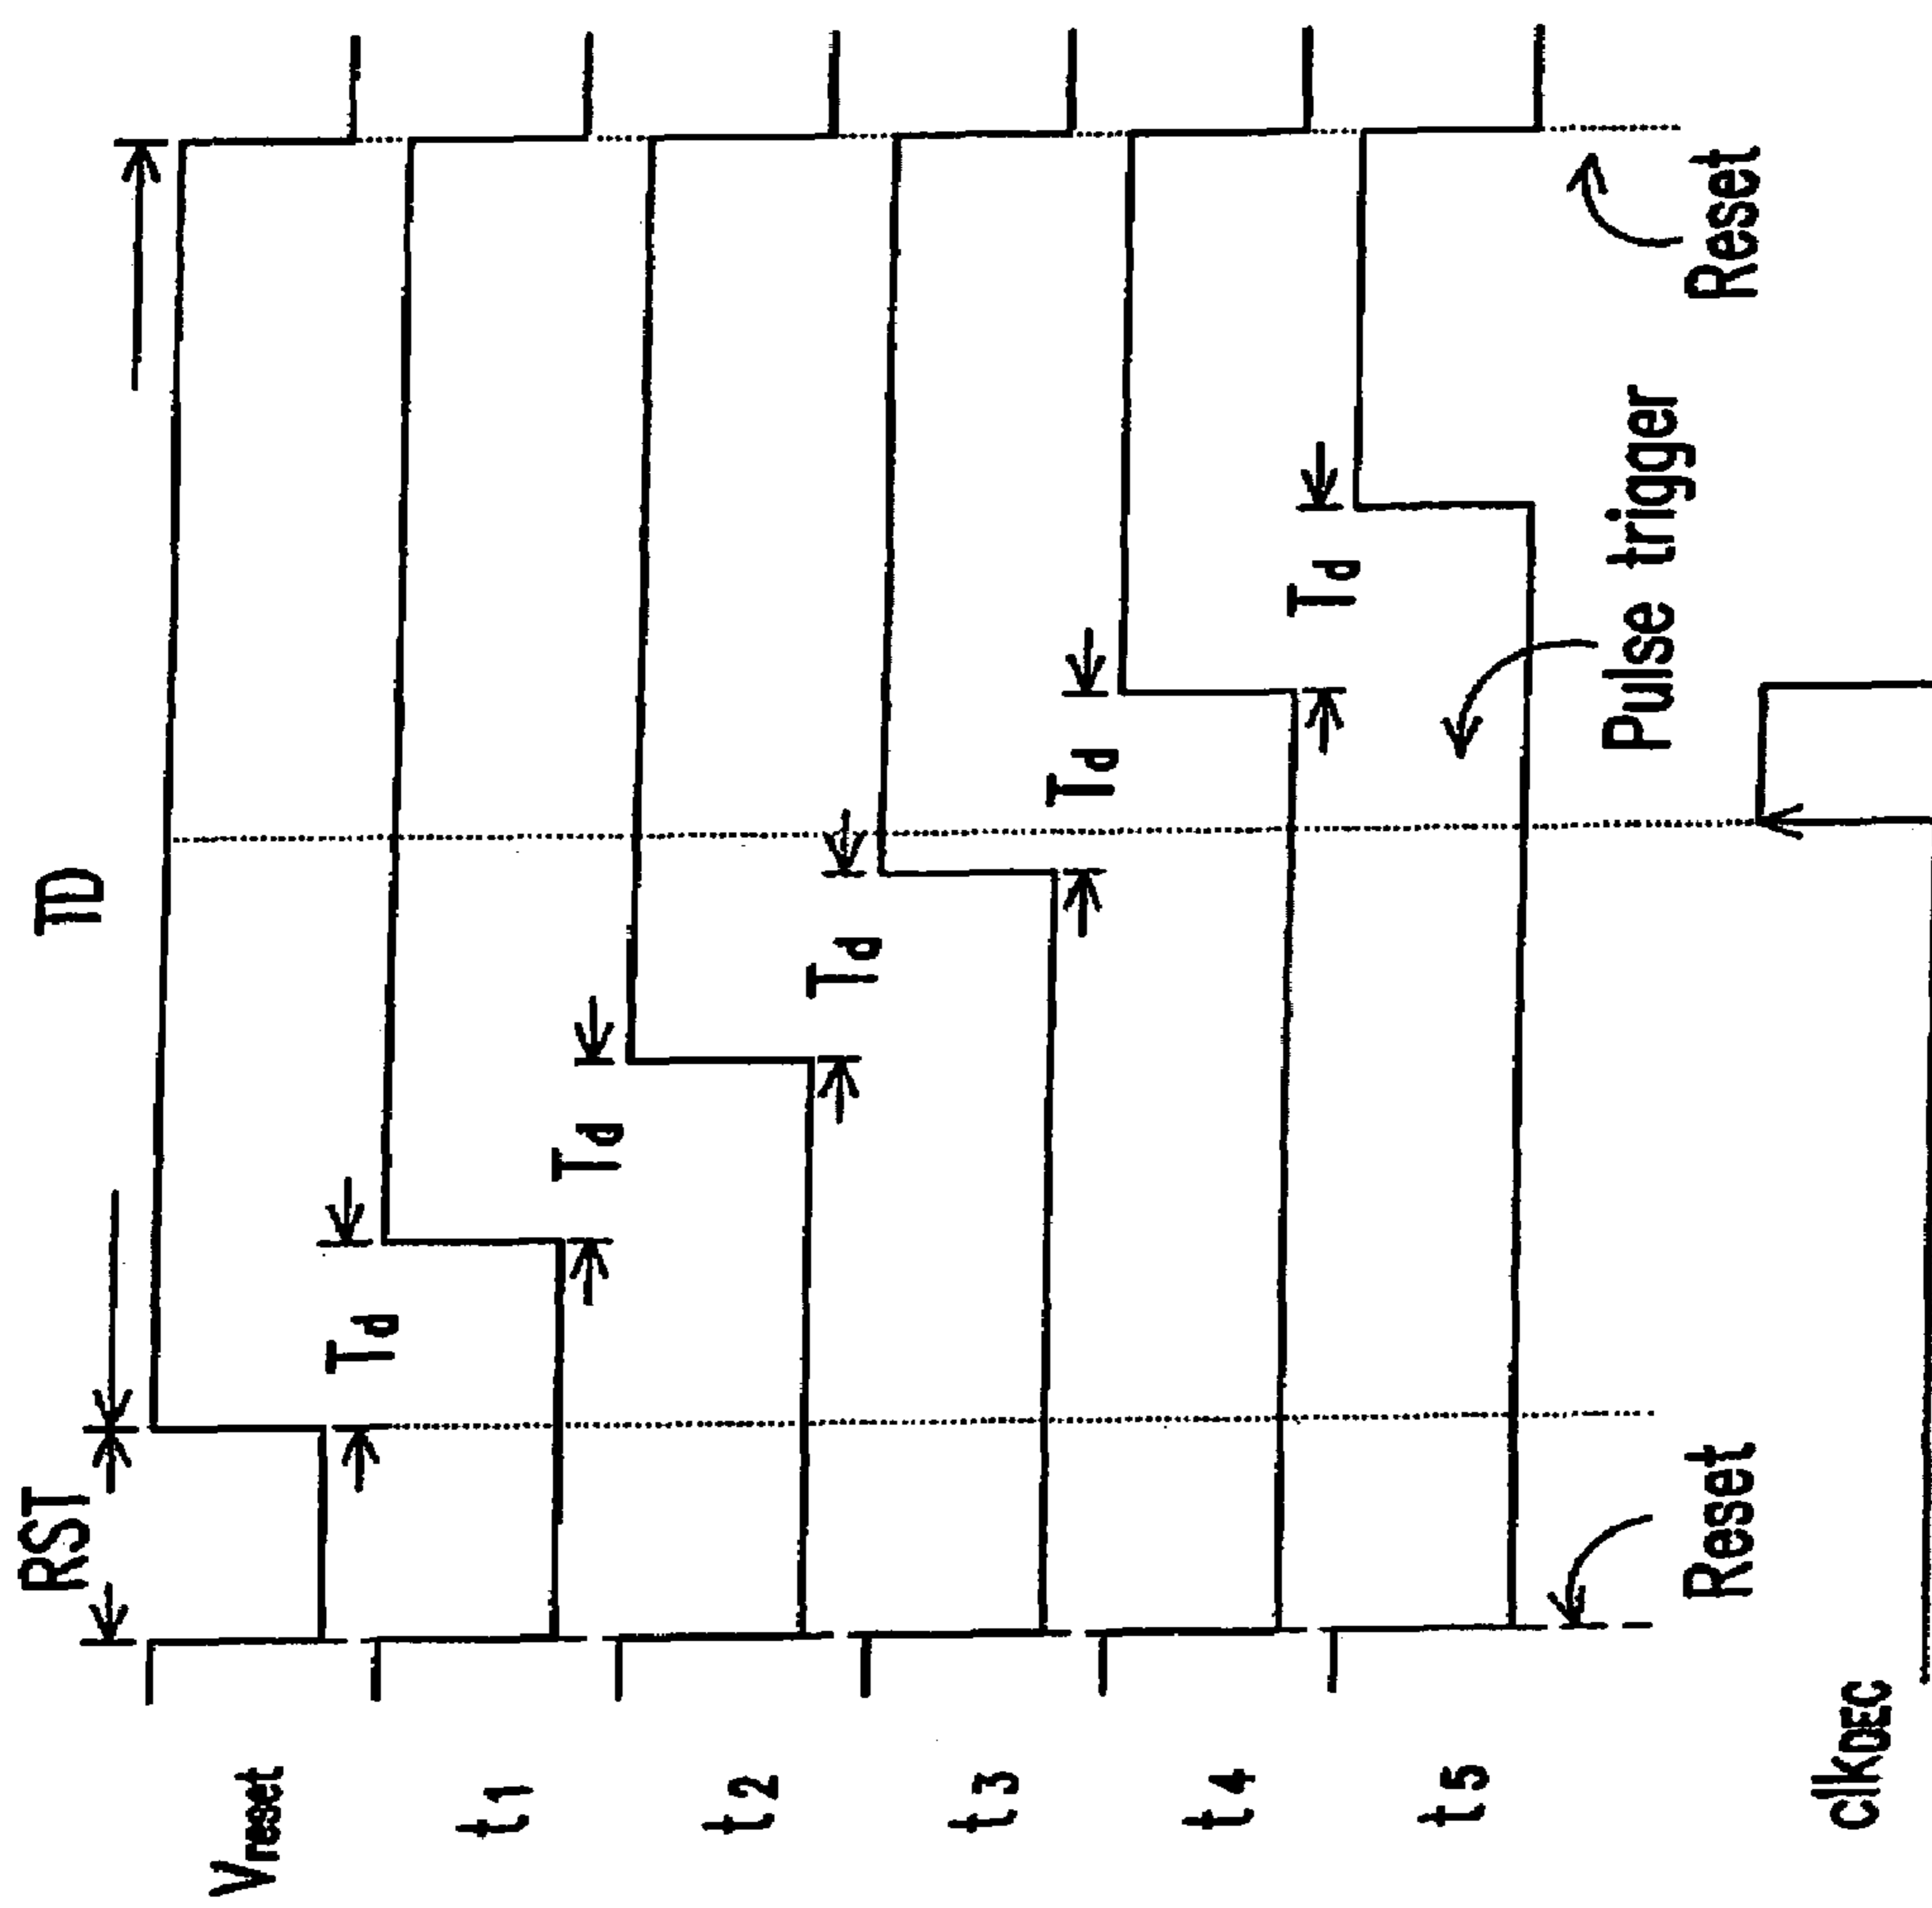 RST TD
Vreset
Td
t1
Td
t2
Td
t3
Td
t4
Td
t5
Reset Pulse trigger Reset
clkDEC